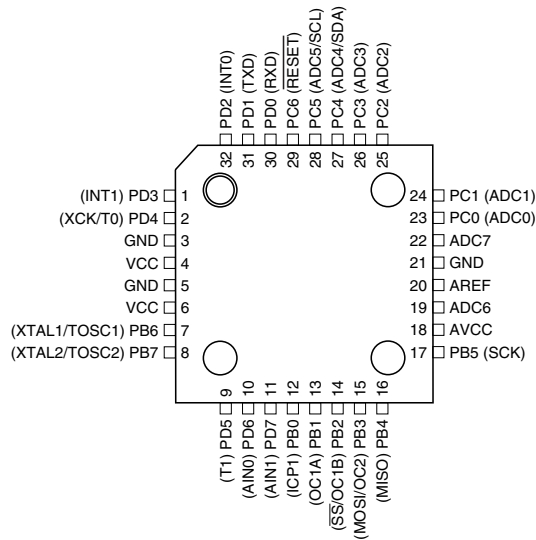 PD2 (INT0)
PD1 (TXD)
PD0 (RXD)
PC6 (RESET)
PC5 (ADC5/SCL)
PC4 (ADC4/SDA)
PC3 (ADC3)
PC2 (ADC2)
32
31
30
29
28
27
26
25
(INT1) PD3 1
(XCK/T0) PD4 2
GND 3
VCC 4
GND 5
VCC 6
(XTAL1/TOSC1) PB6 7
(XTAL2/TOSC2) PB7 8
24 PC1 (ADC1)
23 PC0 (ADC0)
22 ADC7
21 GND
20 AREF
19 ADC6
18 AVCC
17 PB5 (SCK)
9
10
11
12
13
14
15
16
(T1) PD5
(AIN0) PD6
(AIN1) PD7
(ICP1) PB0
(OC1A) PB1
(SS/OC1B) PB2
(MOSI/OC2) PB3
(MISO) PB4